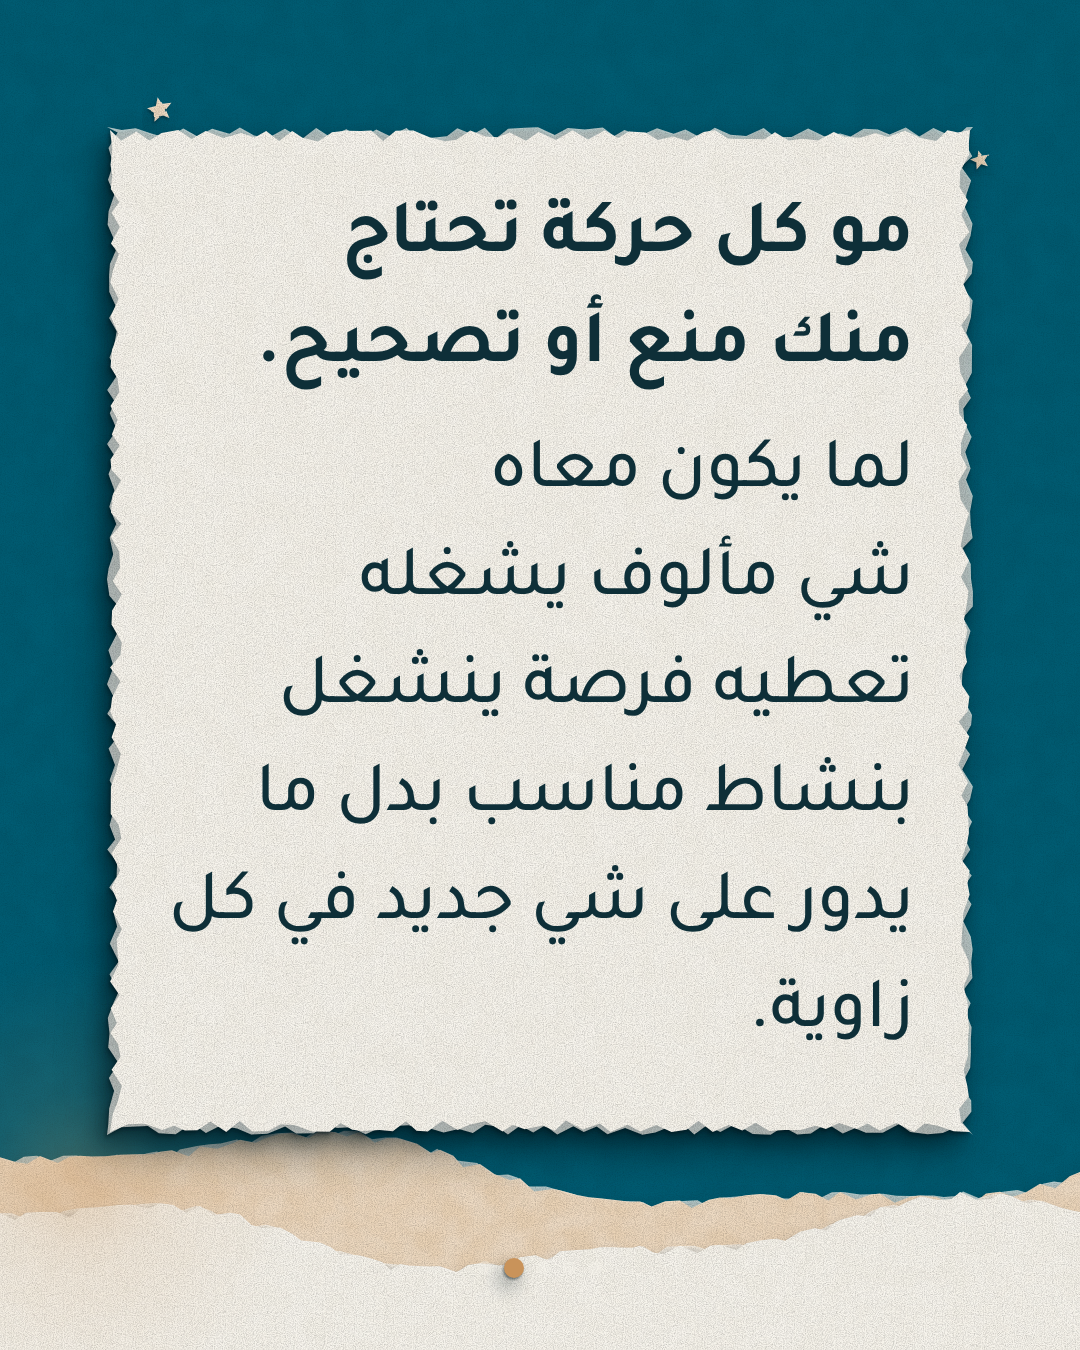 مو كل حركة تحتاج
منك منع أو تصحيح.
لما يكون معاه
شي مألوف يشغله
تعطيه فرصة ينشغل
بنشاط مناسب بدل ما
يدور على شي جديد في كل
زاوية.